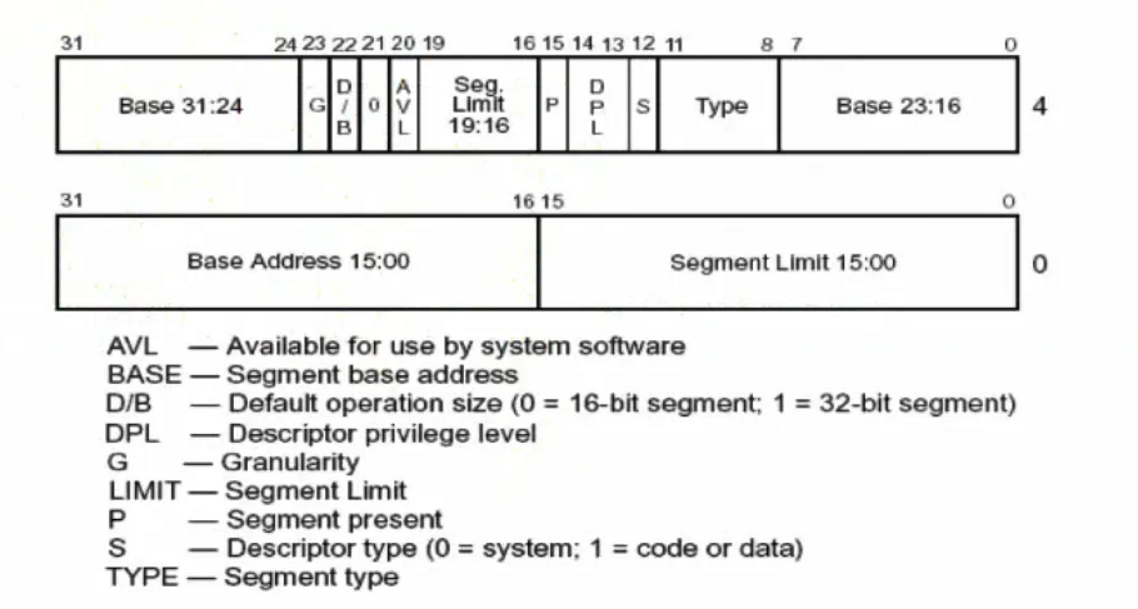 31 24 23 22 21 20 19 16 15 14 13 12 11 8 7 0
Base 31:24 G D/B 0 AVL Seg. Limit 19:16 P DPL S Type Base 23:16 4
31 16 15 0
Base Address 15:00 Segment Limit 15:00 0
AVL — Available for use by system software
BASE — Segment base address
D/B — Default operation size (0 = 16-bit segment; 1 = 32-bit segment)
DPL — Descriptor privilege level
G — Granularity
LIMIT — Segment Limit
P — Segment present
S — Descriptor type (0 = system; 1 = code or data)
TYPE — Segment type